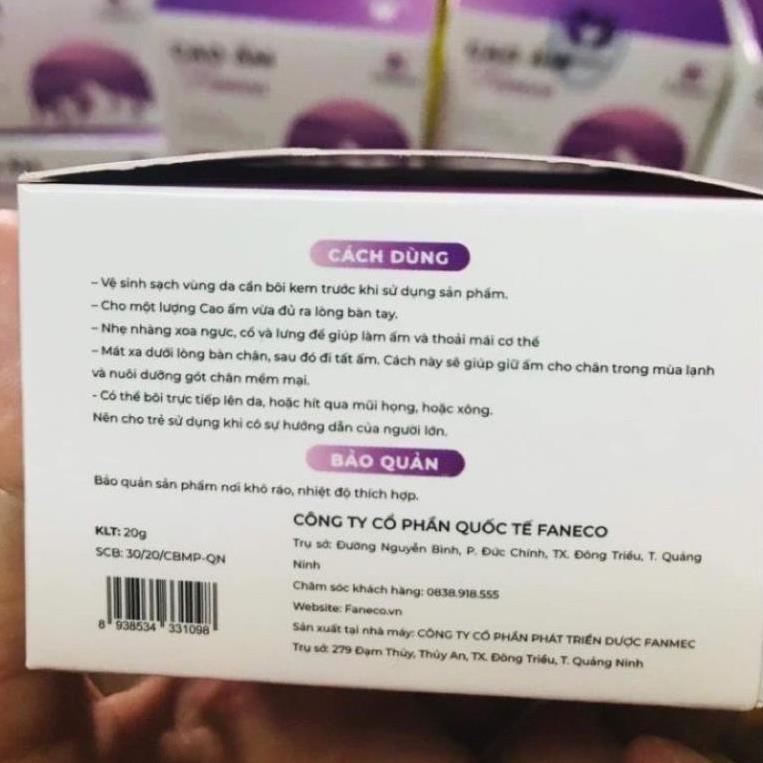 CAO ẤM
CAO ẤM
CÁCH DÙNG
– Vệ sinh sạch vùng da cần bôi kem trước khi sử dụng sản phẩm.
– Cho một lượng Cao ấm vừa đủ ra lòng bàn tay.
– Nhẹ nhàng xoa ngực, cổ và lưng để giúp làm ấm và thoải mái cơ thể
– Mát xa dưới lòng bàn chân, sau đó đi tất ấm. Cách này sẽ giúp giữ ấm cho chân trong mùa lạnh
và nuôi dưỡng gót chân mềm mại.
- Có thể bôi trực tiếp lên da, hoặc hít qua mũi họng, hoặc xông.
Nên cho trẻ sử dụng khi có sự hướng dẫn của người lớn.
BẢO QUẢN
Bảo quản sản phẩm nơi khô ráo, nhiệt độ thích hợp.
KLT: 20g
SCB: 30/20/CBMP-QN
8 938534 331098
CÔNG TY CỔ PHẦN QUỐC TẾ FANECO
Trụ sở: Đường Nguyễn Bình, P. Đức Chính, TX. Đông Triều, T. Quảng
Ninh
Chăm sóc khách hàng: 0838.918.555
Website: Faneco.vn
Sản xuất tại nhà máy: CÔNG TY CỔ PHẦN PHÁT TRIỂN DƯỢC FANMEC
Trụ sở: 279 Đạm Thủy, Thủy An, TX. Đông Triều, T. Quảng Ninh